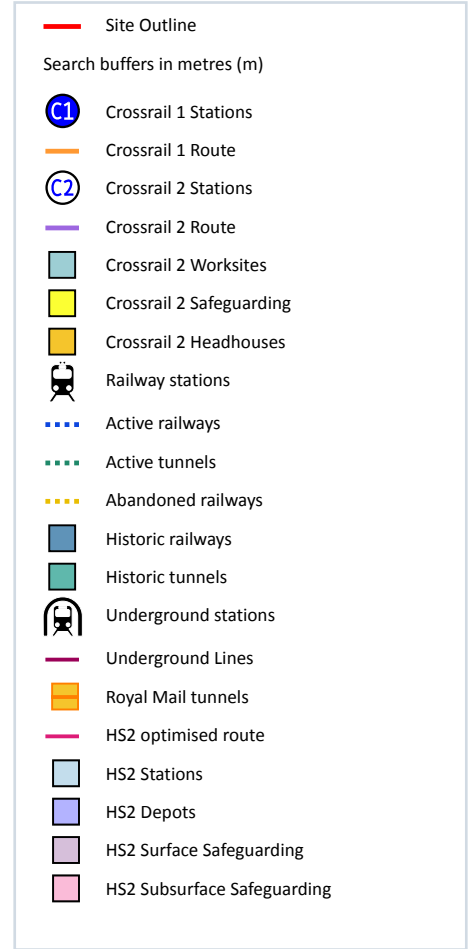 Site Outline
Search buffers in metres (m)
C1 Crossrail 1 Stations
Crossrail 1 Route
C2 Crossrail 2 Stations
Crossrail 2 Route
Crossrail 2 Worksites
Crossrail 2 Safeguarding
Crossrail 2 Headhouses
Railway stations
Active railways
Active tunnels
Abandoned railways
Historic railways
Historic tunnels
Underground stations
Underground Lines
Royal Mail tunnels
HS2 optimised route
HS2 Stations
HS2 Depots
HS2 Surface Safeguarding
HS2 Subsurface Safeguarding